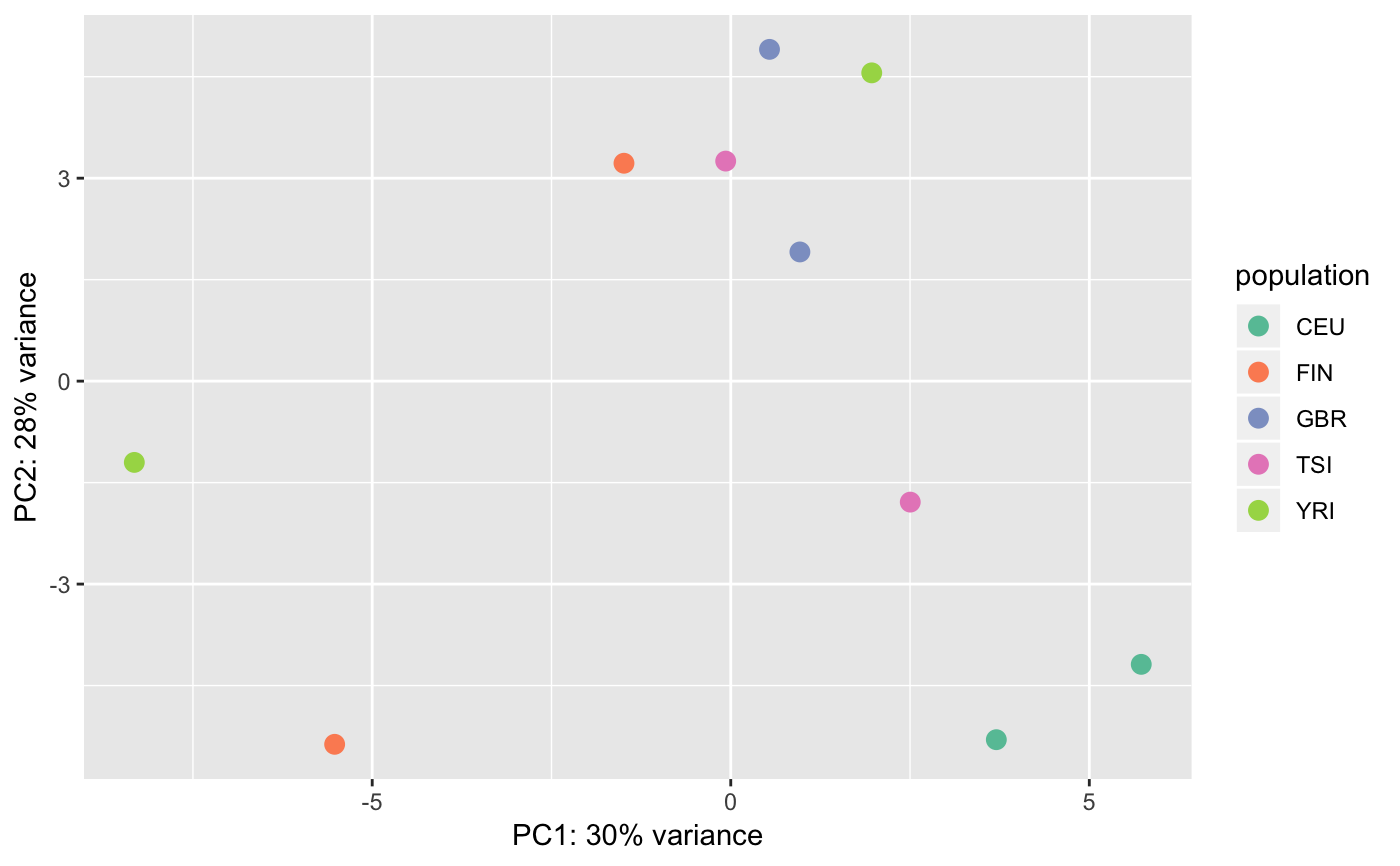 3
0
-3
-5
0
5
PC1: 30% variance
PC2: 28% variance
population
CEU
FIN
GBR
TSI
YRI